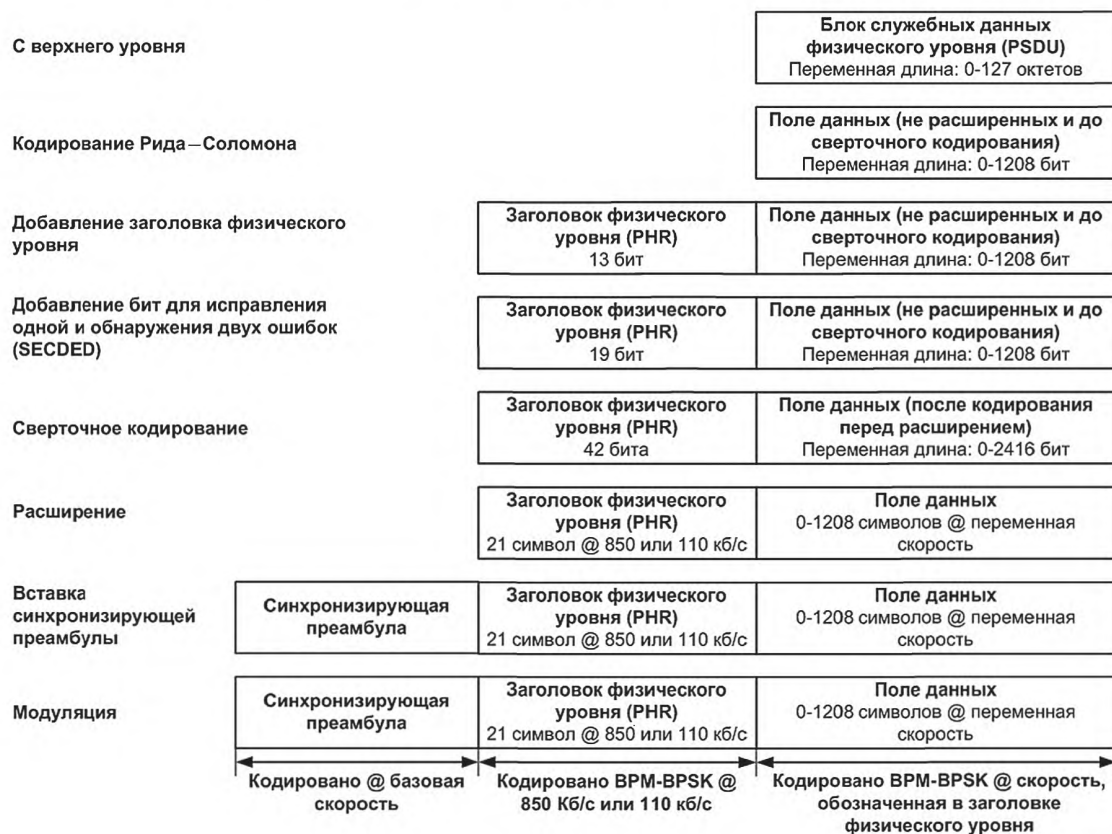 С верхнего уровня
Блок служебных данных
физического уровня (PSDU)
Переменная длина: 0-127 октетов
Кодирование Рида—Соломона
Поле данных (не расширенных и до
сверточного кодирования)
Переменная длина: 0-1208 бит
Добавление заголовка физического
уровня
Заголовок физического
уровня (PHR)
13 бит
Поле данных (не расширенных и до
сверточного кодирования)
Переменная длина: 0-1208 бит
Добавление бит для исправления
одной и обнаружения двух ошибок
(SECDED)
Заголовок физического
уровня (PHR)
19 бит
Поле данных (не расширенных и до
сверточного кодирования)
Переменная длина: 0-1208 бит
Сверточное кодирование
Заголовок физического
уровня (PHR)
42 бита
Поле данных (после кодирования
перед расширением)
Переменная длина: 0-2416 бит
Расширение
Заголовок физического
уровня (PHR)
21 символ @ 850 или 110 кб/с
Поле данных
0-1208 символов @ переменная
скорость
Вставка
синхронизирующей
преамбулы
Синхронизирующая
преамбула
Заголовок физического
уровня (PHR)
21 символ @ 850 или 110 кб/с
Поле данных
0-1208 символов @ переменная
скорость
Модуляция
Синхронизирующая
преамбула
Заголовок физического
уровня (PHR)
21 символ @ 850 или 110 кб/с
Поле данных
0-1208 символов @ переменная
скорость
Кодировано @ базовая
скорость
Кодировано BPM-BPSK @
850 Кб/с или 110 кб/с
Кодировано BPM-BPSK @ скорость,
обозначенная в заголовке
физического уровня